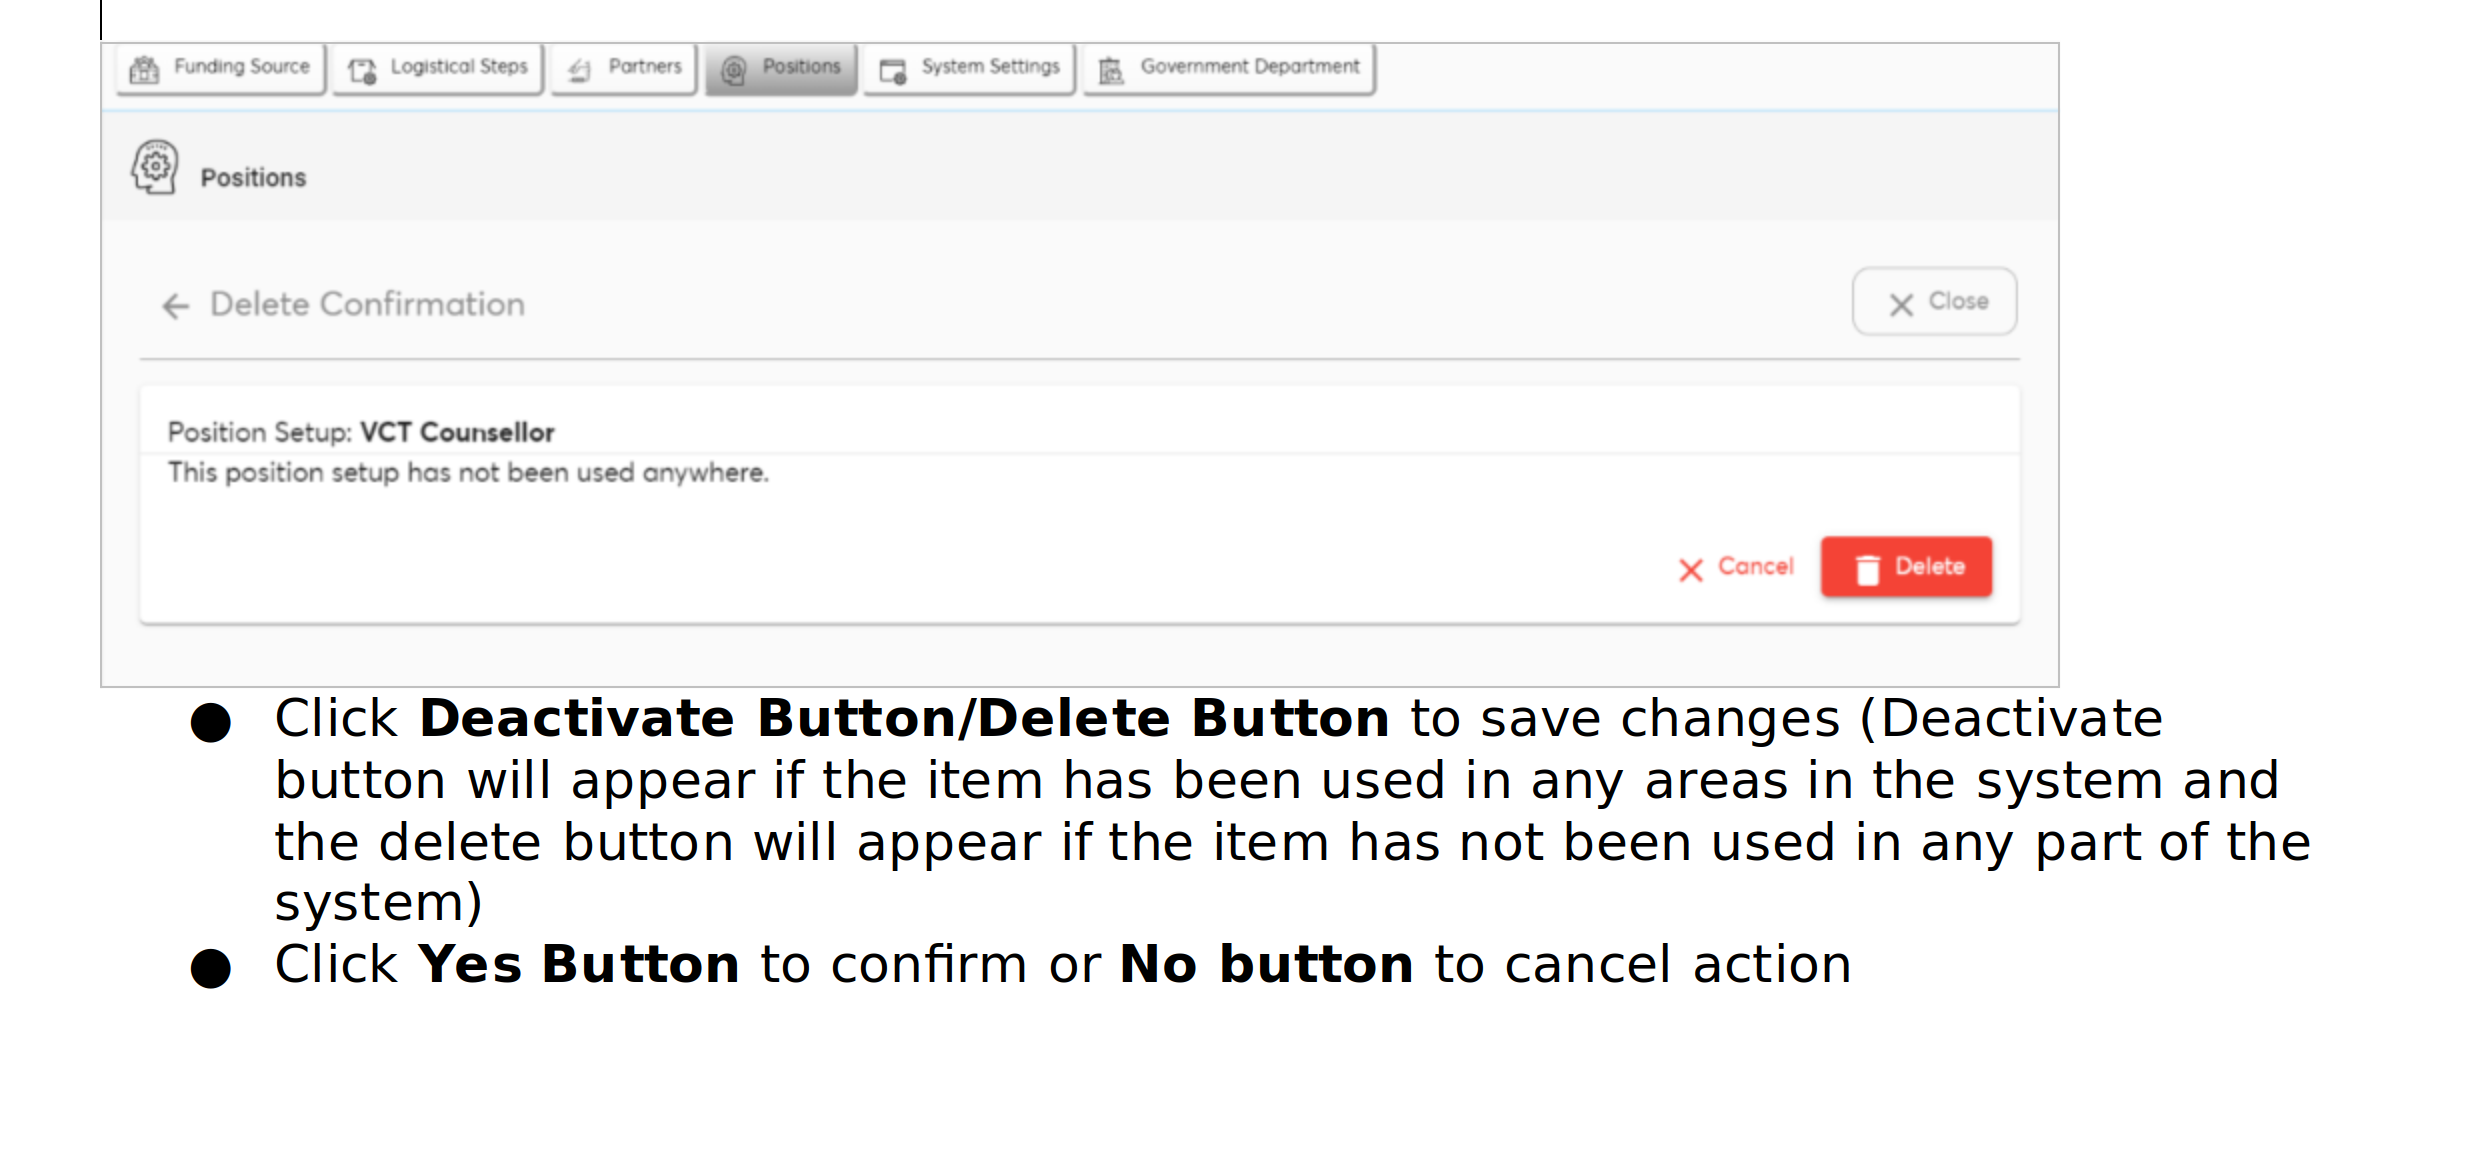 Funding Source Logistical Steps Partners Positions System Settings Government Department
Positions
Delete Confirmation Close
Position Setup: VCT Counsellor
This position setup has not been used anywhere.
Cancel Delete
● Click Deactivate Button/Delete Button to save changes (Deactivate
button will appear if the item has been used in any areas in the system and
the delete button will appear if the item has not been used in any part of the
system)
● Click Yes Button to confirm or No button to cancel action